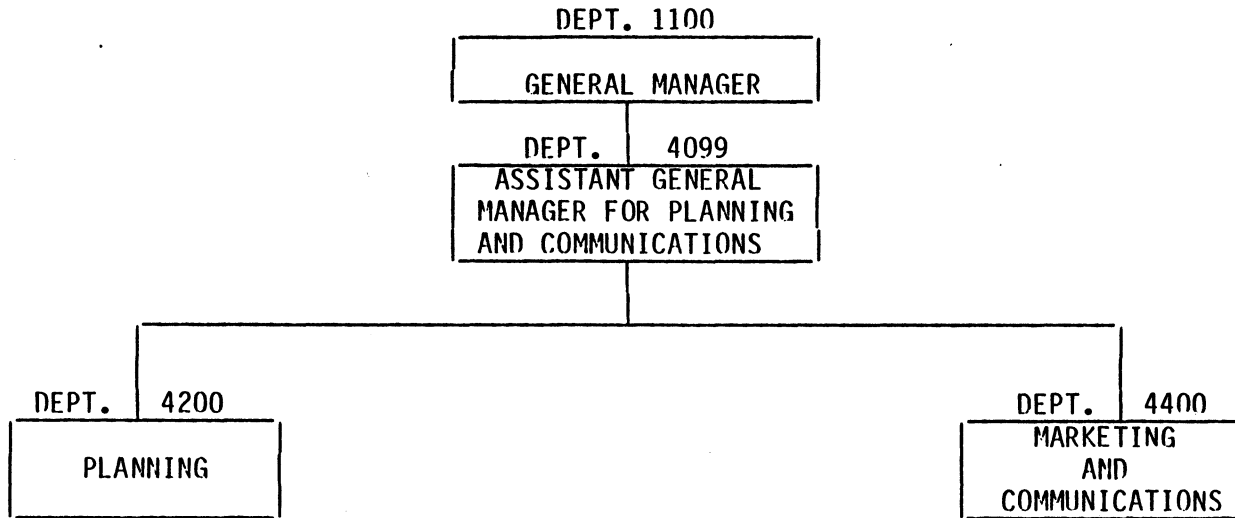 DEPT. 1100
GENERAL MANAGER
DEPT. 4099
ASSISTANT GENERAL
MANAGER FOR PLANNING
AND COMMUNICATIONS
DEPT. 4200
PLANNING
DEPT. 4400
MARKETING
AND
COMMUNICATIONS